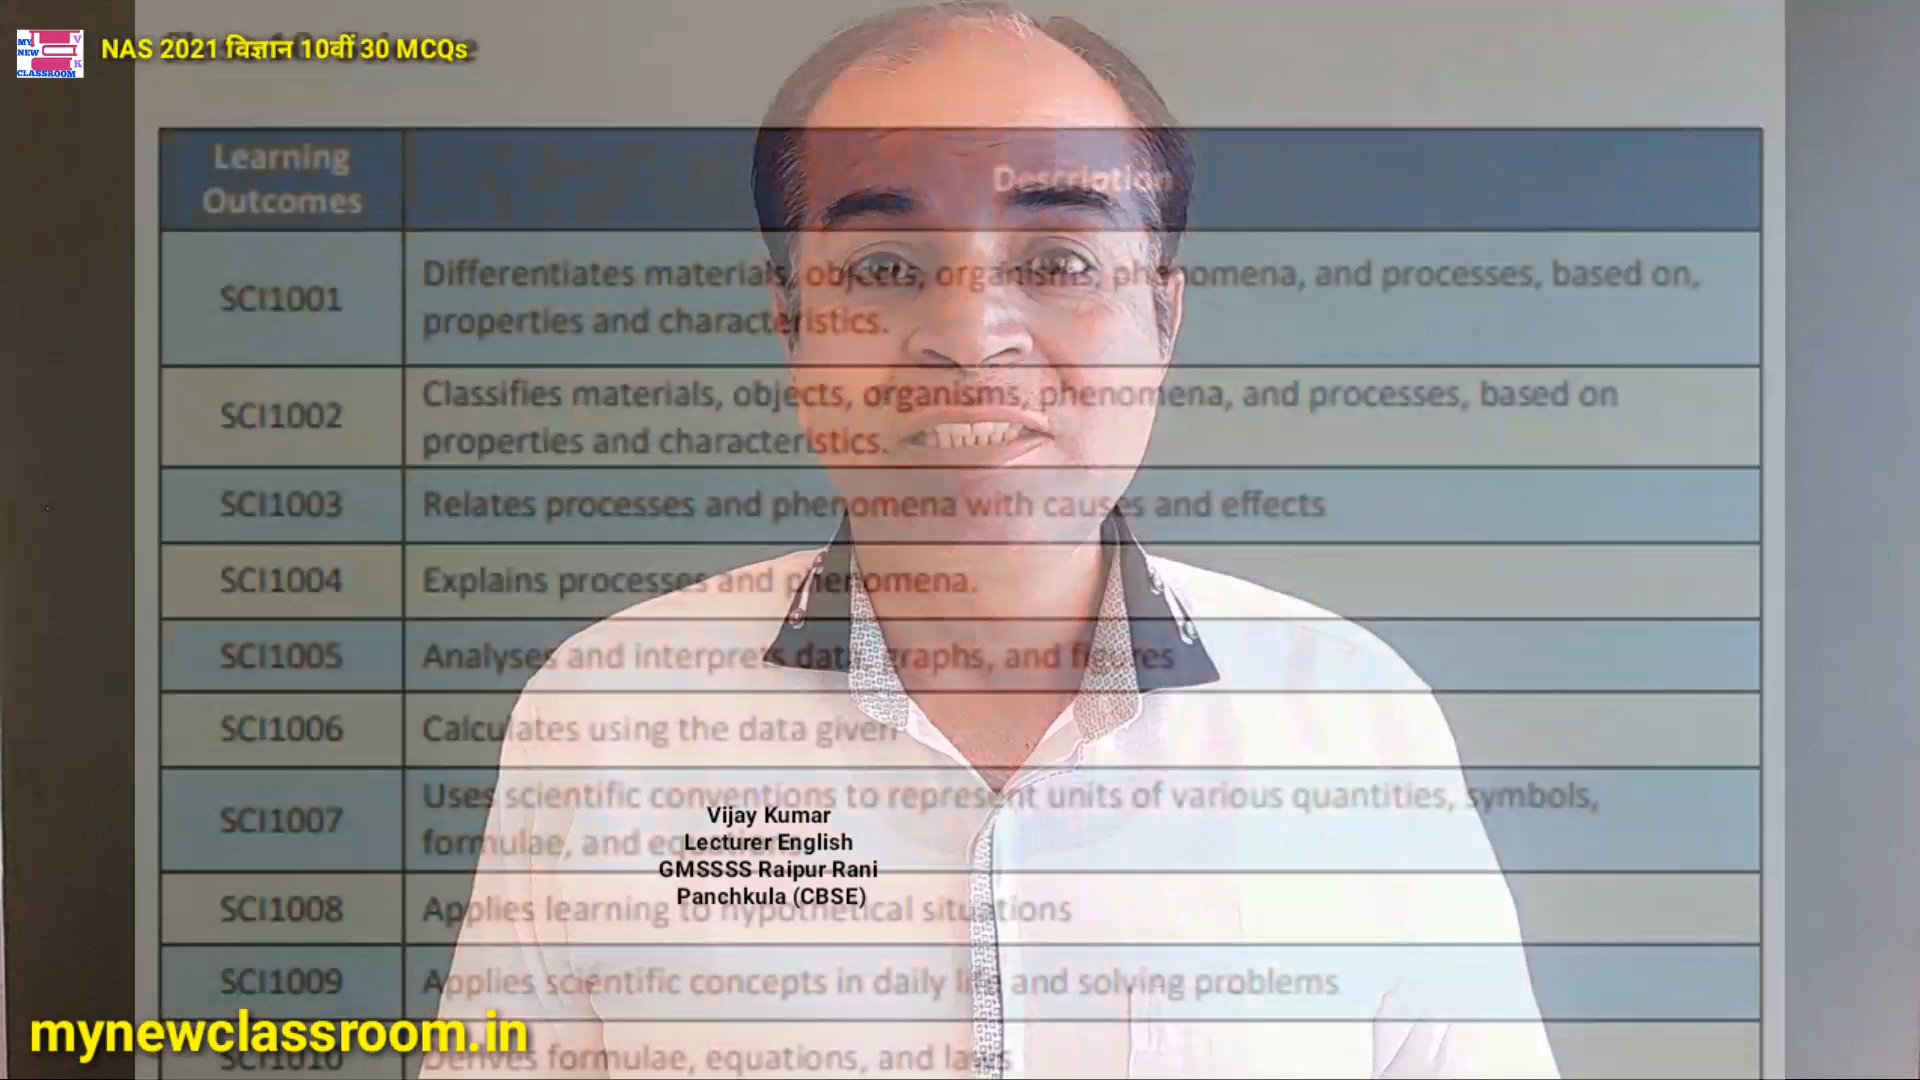 MY
NEW
CLASSROOM
V
K
NAS 2021 विज्ञान 10वीं 30 MCQs
Learning
Outcomes
Description
SCI1001
Differentiates materials, objects, organisms, phenomena, and processes, based on,
properties and characteristics.
SCI1002
Classifies materials, objects, organisms, phenomena, and processes, based on
properties and characteristics.
SCI1003
Relates processes and phenomena with causes and effects
SCI1004
Explains processes and phenomena.
SCI1005
Analyses and interprets data, graphs, and figures
SCI1006
Calculates using the data given
SCI1007
Uses scientific conventions to represent units of various quantities, symbols,
formulae, and equations
SCI1008
Applies learning to hypothetical situations
SCI1009
Applies scientific concepts in daily life and solving problems
SCI1010
Derives formulae, equations, and laws
Vijay Kumar
Lecturer English
GMSSSS Raipur Rani
Panchkula (CBSE)
mynewclassroom.in